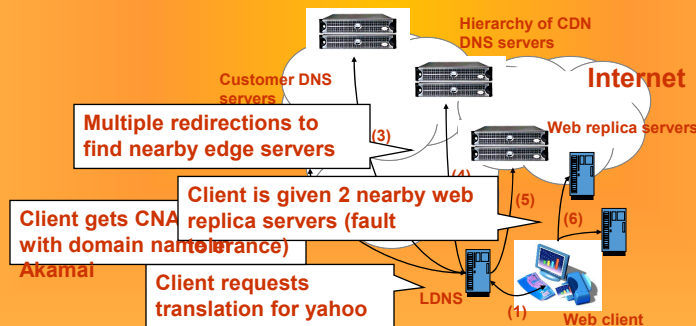 Hierarchy of CDN
DNS servers
Internet
Customer DNS
servers
Multiple redirections to
find nearby edge servers
(3)
Web replica servers
(4)
Client is given 2 nearby web
replica servers (fault
tolerance)
(5)
(6)
Client gets CNA
with domain name in
Akamai
Client requests
translation for yahoo
LDNS
(1)
Web client